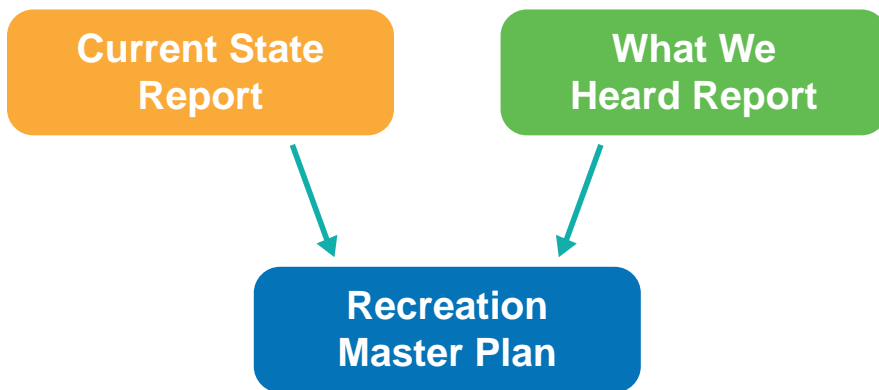 Current State
Report
What We
Heard Report
Recreation
Master Plan